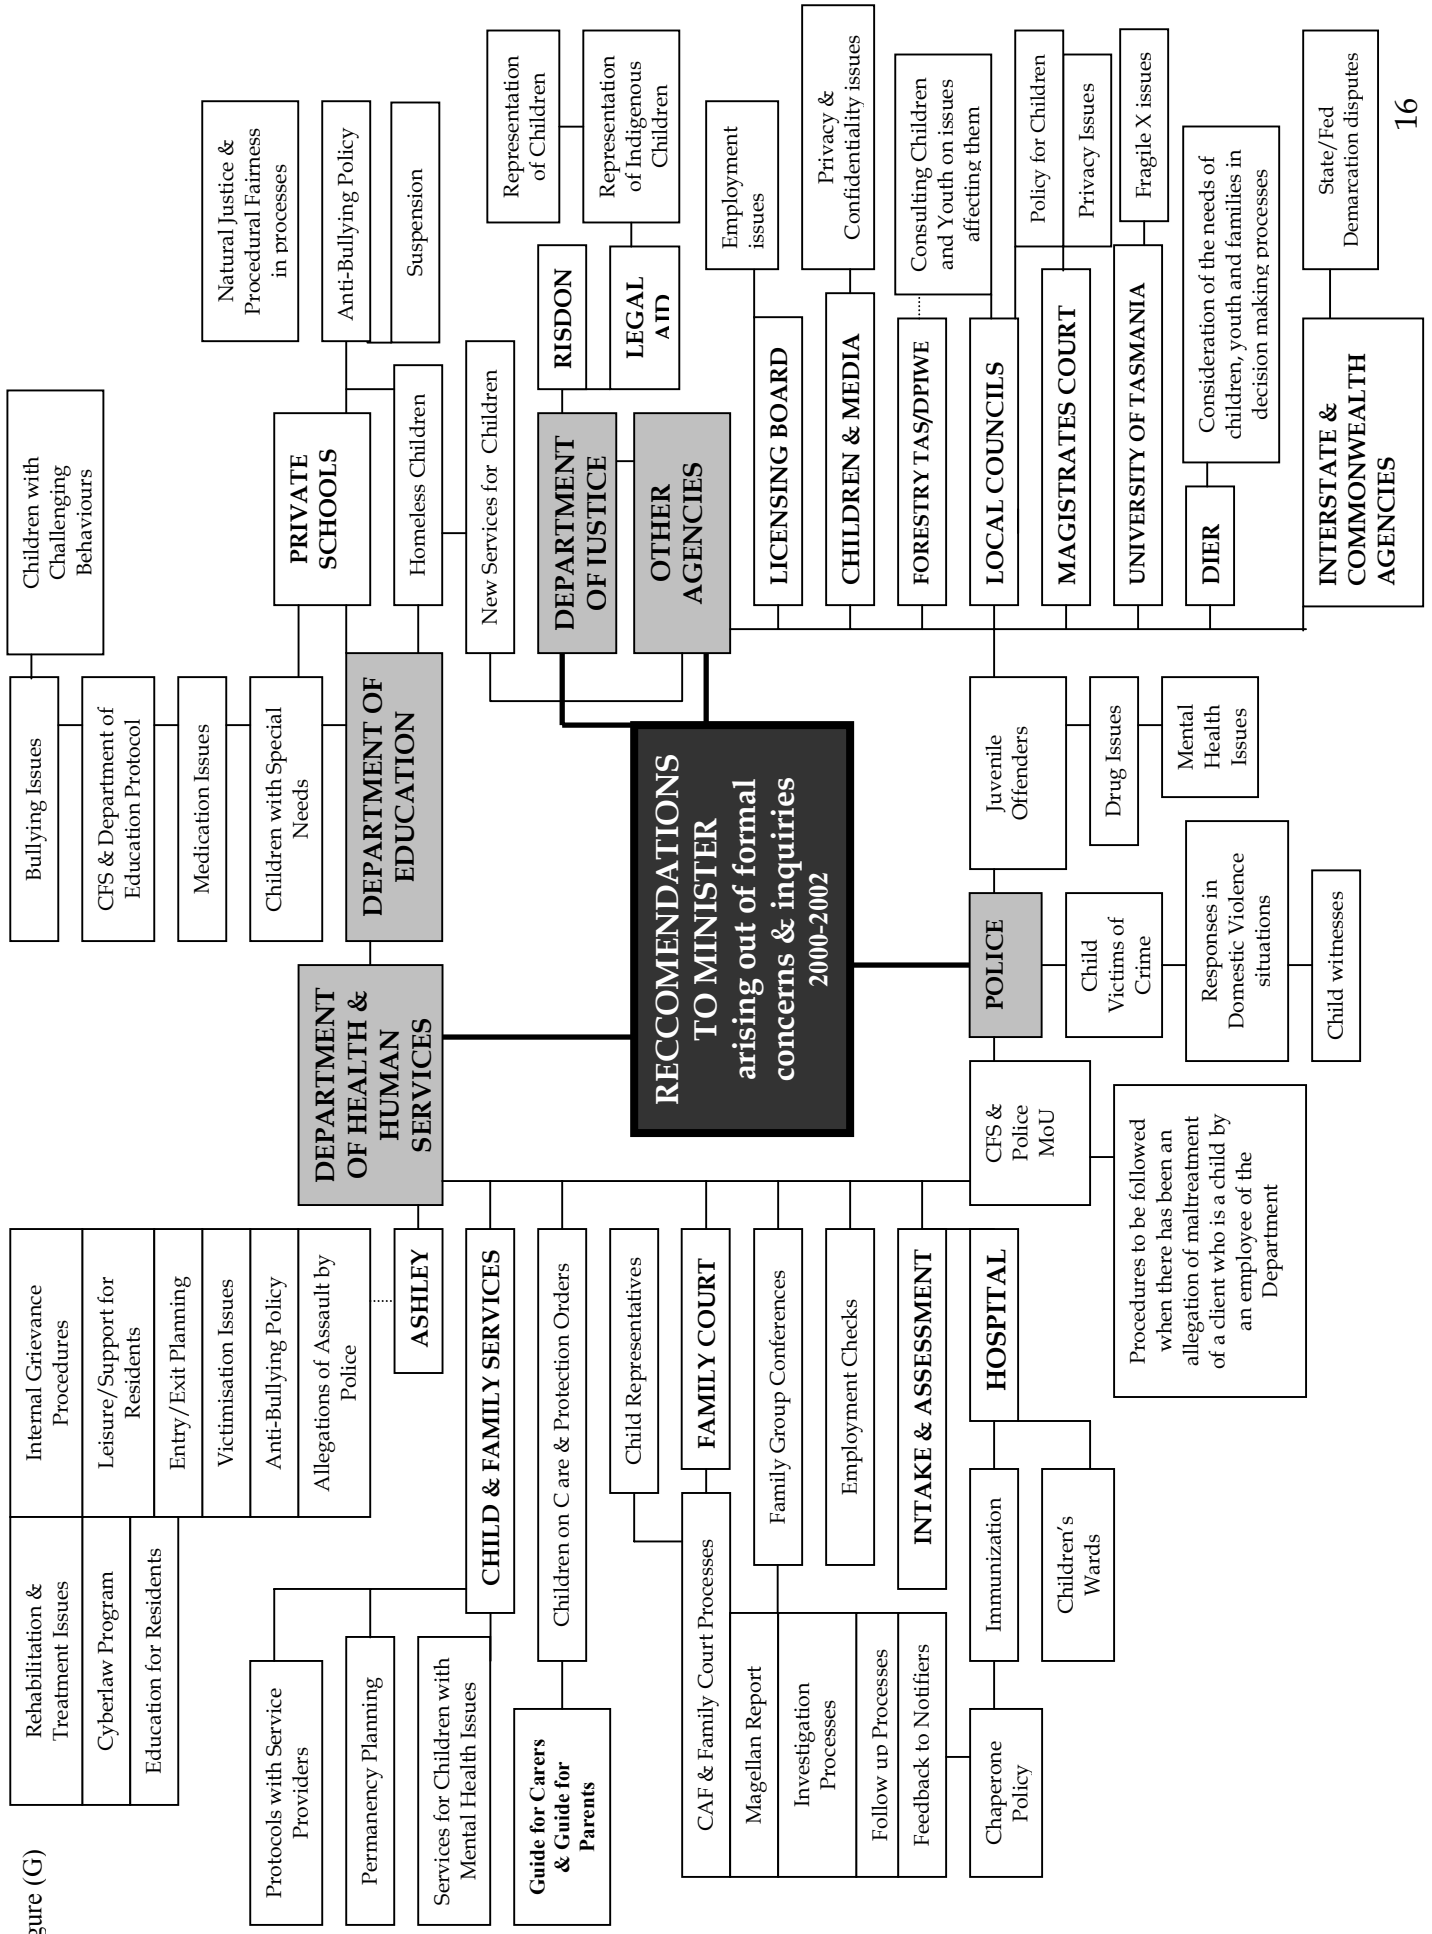 gure (G)
Rehabilitation &
Treatment Issues
Cyberlaw Program
Education for Residents
Internal Grievance
Procedures
Leisure/Support for
Residents
Entry/Exit Planning
Victimisation Issues
Anti-Bullying Policy
Allegations of Assault by
Police
ASHLEY
Protocols with Service
Providers
Permanency Planning
Services for Children with
Mental Health Issues
CHILD & FAMILY SERVICES
Guide for Carers
& Guide for
Parents
Children on C are & Protection Orders
Child Representatives
CAF & Family Court Processes
FAMILY COURT
Magellan Report
Investigation
Processes
Follow up Processes
Feedback to Notifiers
Family Group Conferences
Employment Checks
INTAKE & ASSESSMENT
HOSPITAL
Chaperone
Policy
Immunization
Children's
Wards
DEPARTMENT
OF HEALTH &
HUMAN
SERVICES
Bullying Issues
CFS & Department of
Education Protocol
Medication Issues
Children with Special
Needs
DEPARTMENT OF
EDUCATION
Children with
Challenging
Behaviours
PRIVATE
SCHOOLS
Natural Justice &
Procedural Fairness
in processes
Anti-Bullying Policy
Suspension
Homeless Children
New Services for Children
RECCOMENDATIONS
TO MINISTER
arising out of formal
concerns & inquiries
2000-2002
DEPARTMENT
OF JUSTICE
RISDON
LEGAL
AID
Representation
of Children
Representation
of Indigenous
Children
OTHER
AGENCIES
LICENSING BOARD
Employment
issues
CHILDREN & MEDIA
Privacy &
Confidentiality issues
FORESTRY TAS/DPIWE
Consulting Children
and Youth on issues
affecting them
LOCAL COUNCILS
Policy for Children
MAGISTRATES COURT
Privacy Issues
UNIVERSITY OF TASMANIA
Fragile X issues
DIER
Consideration of the needs of
children, youth and families in
decision making processes
INTERSTATE &
COMMONWEALTH
AGENCIES
State/Fed
Demarcation disputes
CFS &
Police
MoU
Procedures to be followed
when there has been an
allegation of maltreatment
of a client who is a child by
an employee of the
Department
POLICE
Child
Victims of
Crime
Responses in
Domestic Violence
situations
Child witnesses
Juvenile
Offenders
Drug Issues
Mental
Health
Issues
16